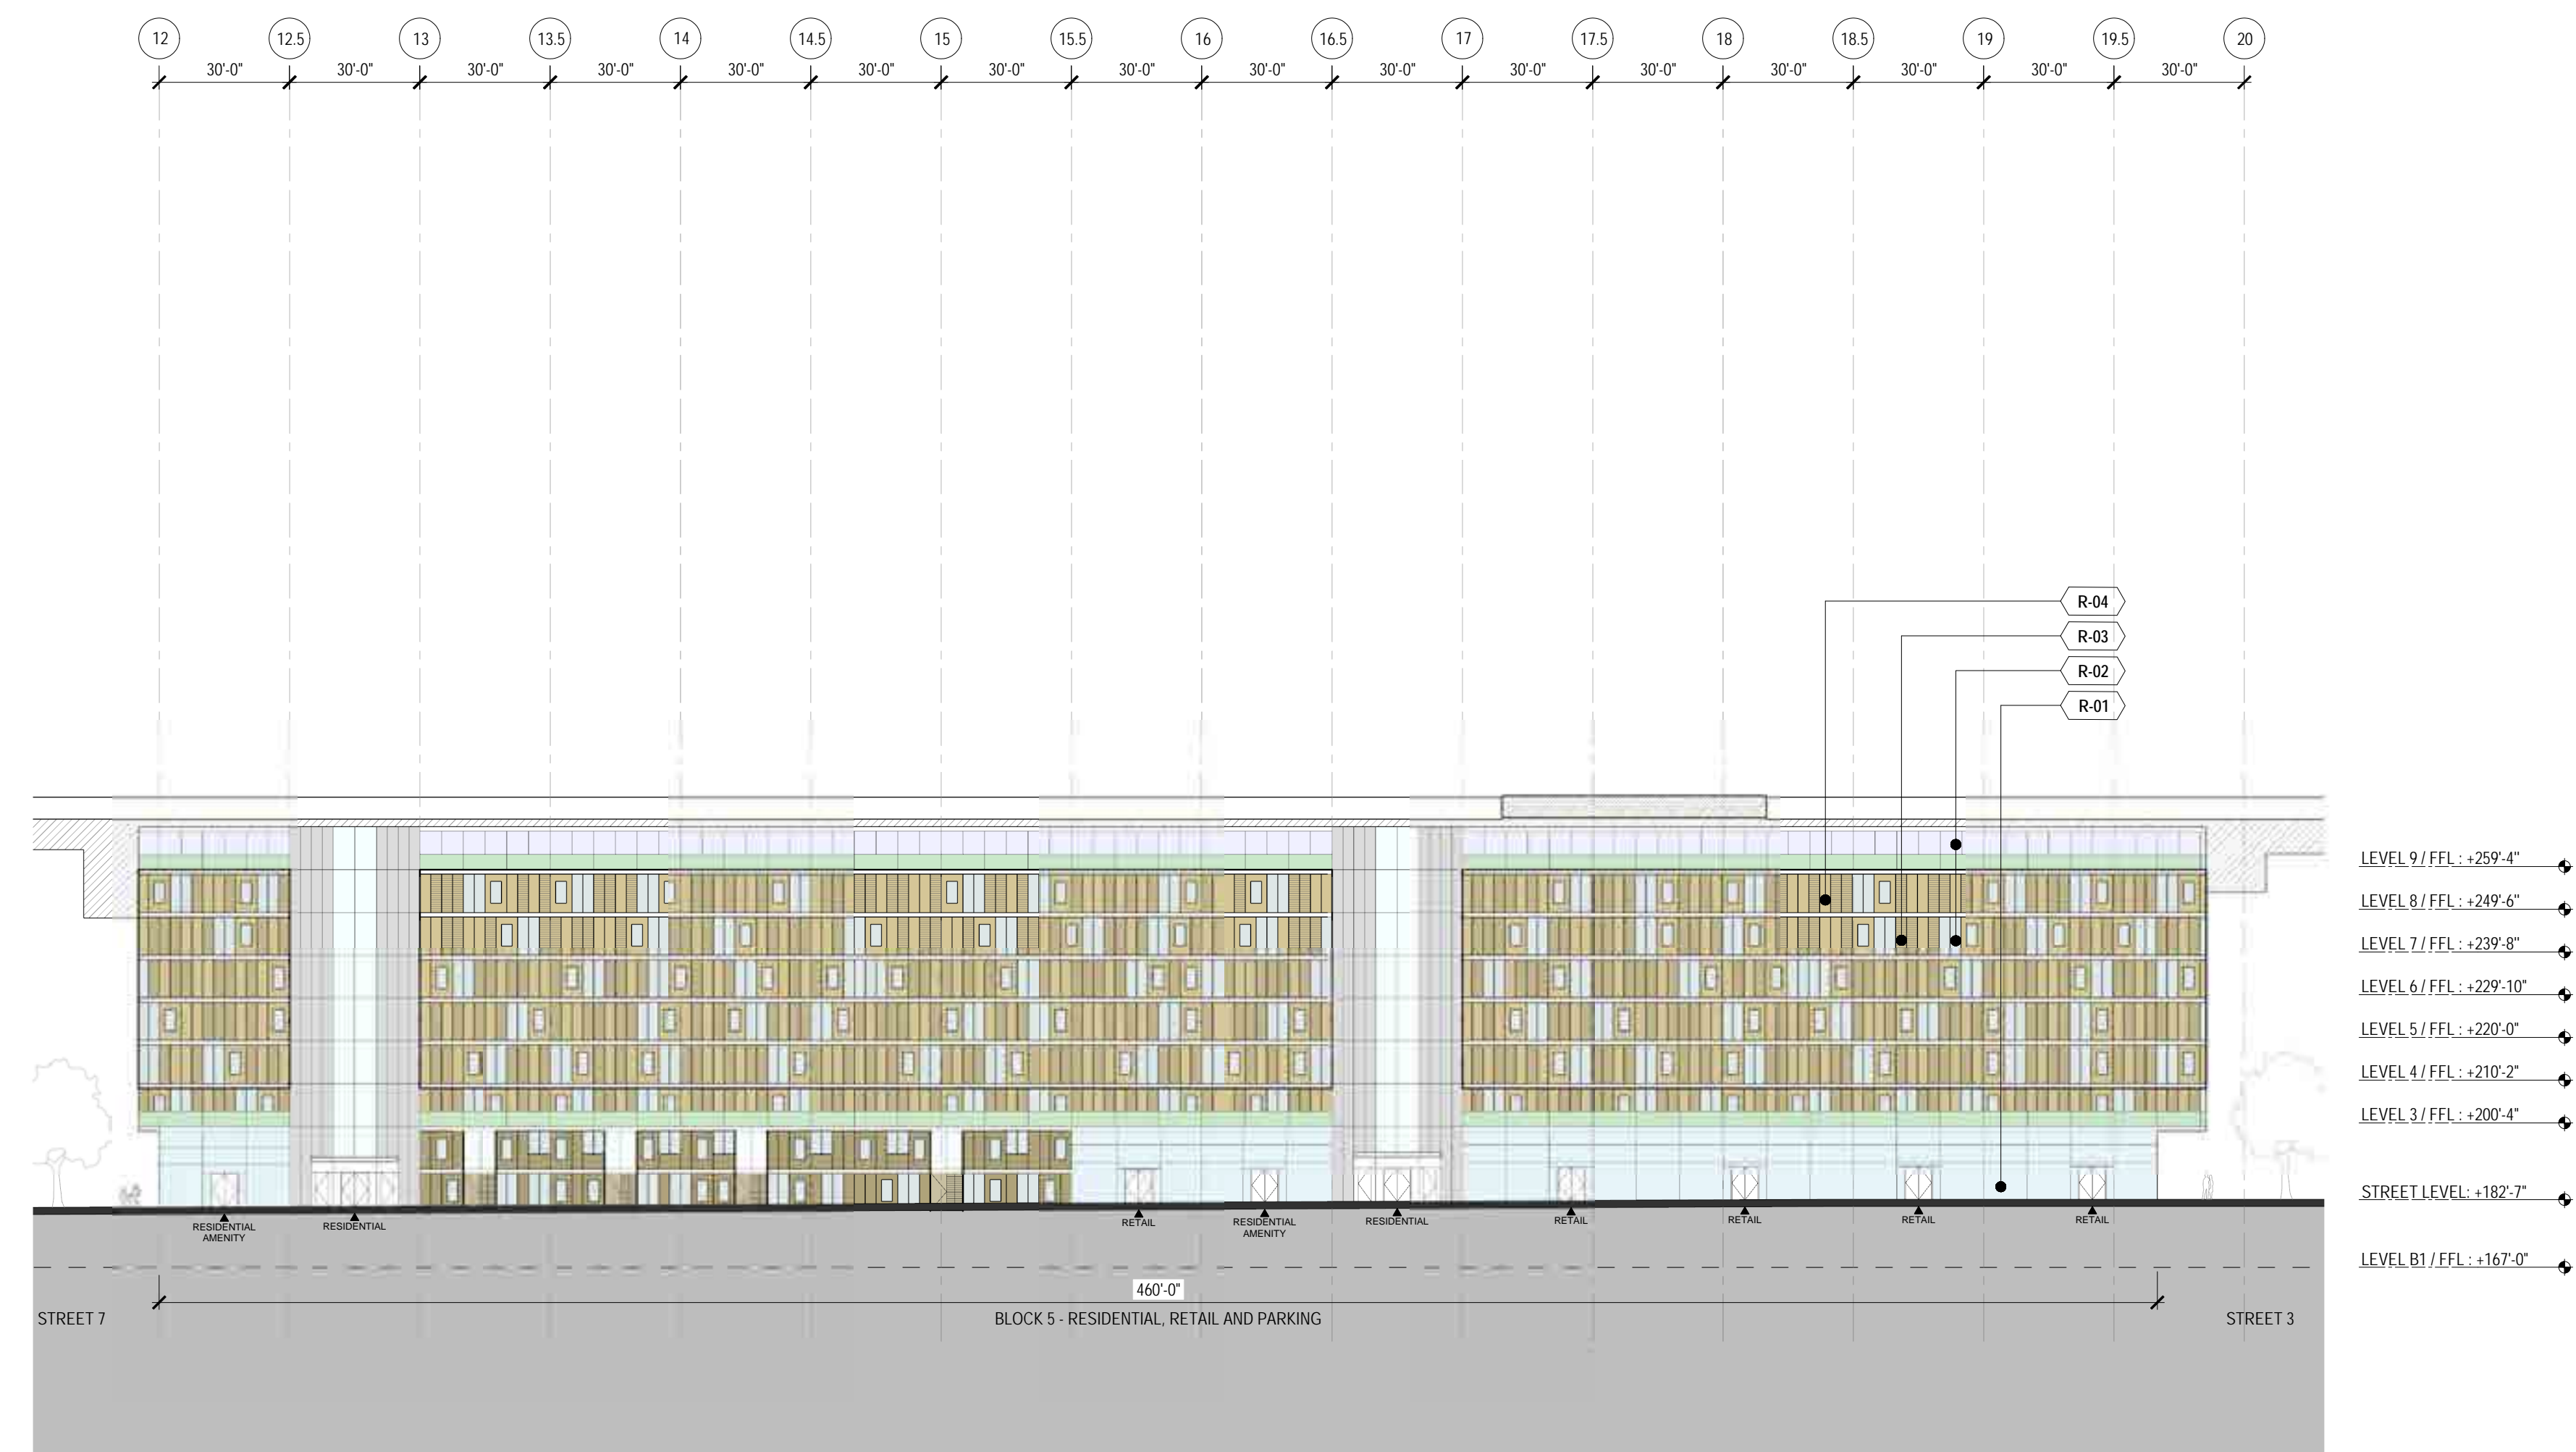 12 12.5 13 13.5 14 14.5 15 15.5 16 16.5 17 17.5 18 18.5 19 19.5 20
30'-0" 30'-0" 30'-0" 30'-0" 30'-0" 30'-0" 30'-0" 30'-0" 30'-0" 30'-0" 30'-0" 30'-0" 30'-0" 30'-0" 30'-0" 30'-0"
R-04
R-03
R-02
R-01
LEVEL 9 / FFL : +259'-4"
LEVEL 8 / FFL : +249'-6"
LEVEL 7 / FFL : +239'-8"
LEVEL 6 / FFL : +229'-10"
LEVEL 5 / FFL : +220'-0"
LEVEL 4 / FFL : +210'-2"
LEVEL 3 / FFL : +200'-4"
STREET LEVEL: +182'-7"
LEVEL B1 / FFL : +167'-0"
RESIDENTIAL
AMENITY
RESIDENTIAL
RETAIL
RESIDENTIAL
AMENITY
RESIDENTIAL
RETAIL
RETAIL
RETAIL
RETAIL
460'-0"
STREET 7
BLOCK 5 - RESIDENTIAL, RETAIL AND PARKING
STREET 3